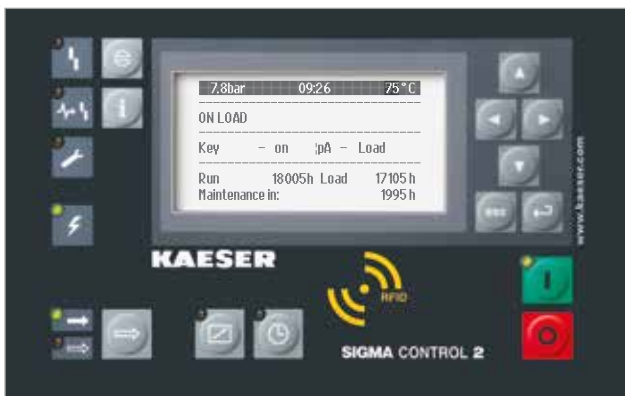 7.8bar 09:26 75°C
ON LOAD
Key - on ¦pA - Load
Run 18005h Load 17105h
Maintenance in: 1995h
esc
www.kaeser.com
KAESER
RFID
I
SIGMA CONTROL 2